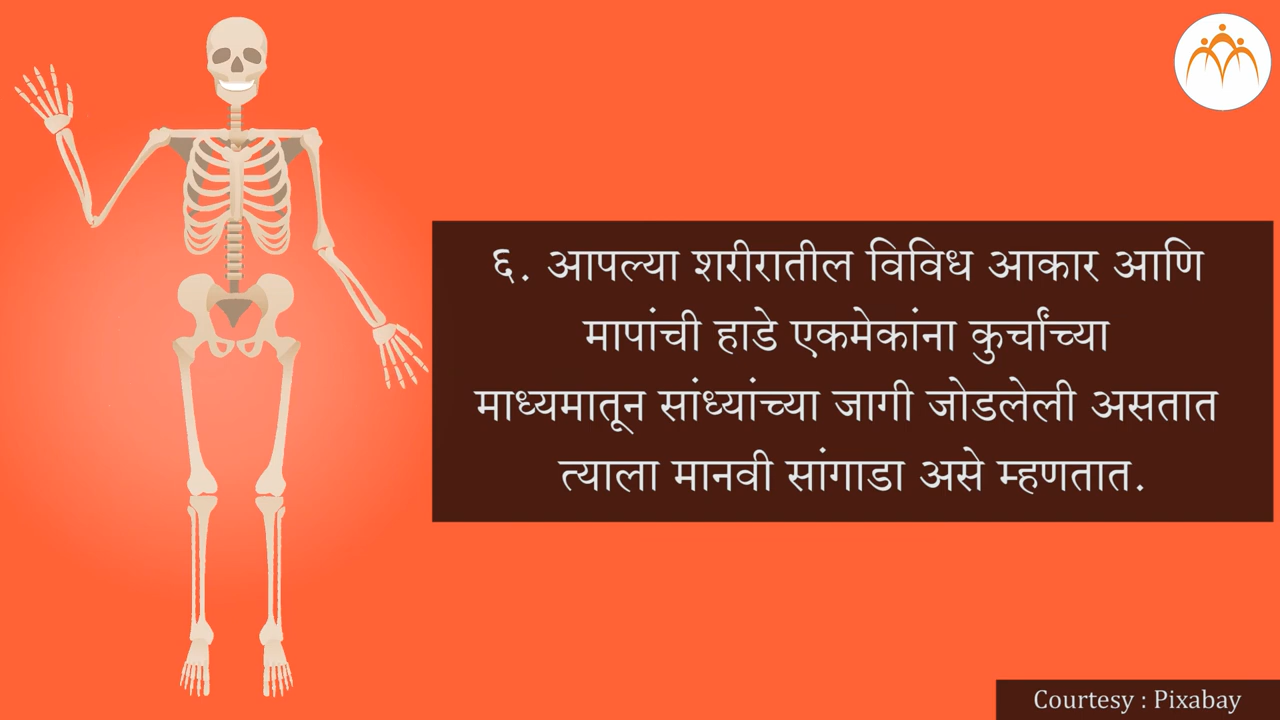 ६. आपल्या शरीरातील विविध आकार आणि
मापांची हाडे एकमेकांना कुर्चांच्या
माध्यमातून सांध्यांच्या जागी जोडलेली असतात
त्याला मानवी सांगाडा असे म्हणतात.
Courtesy : Pixabay